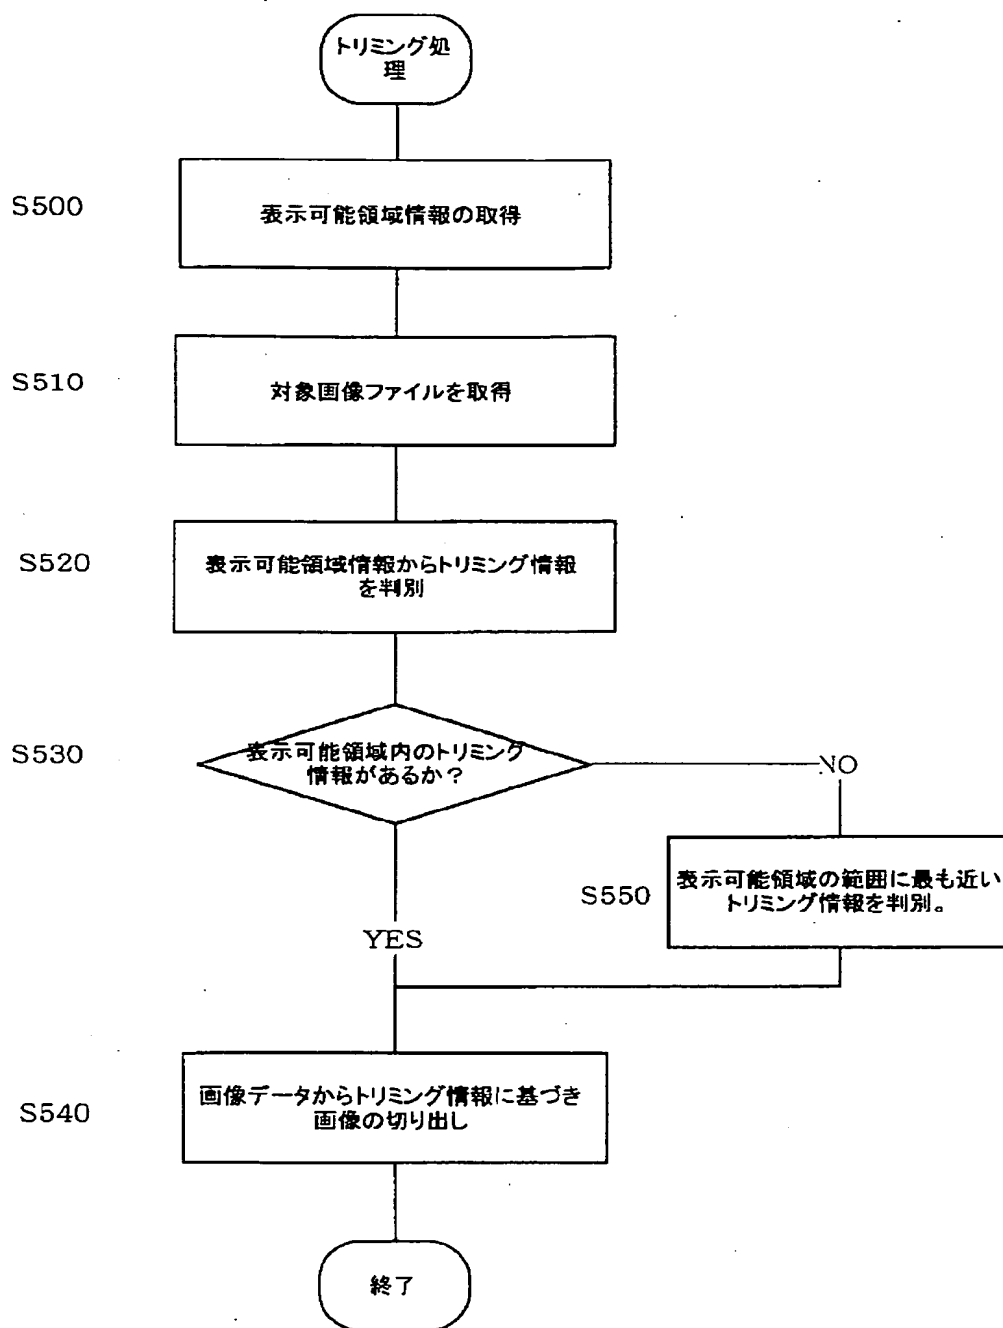 トリミング処
理
S500
表示可能領域情報の取得
S510
対象画像ファイルを取得
S520
表示可能領域情報からトリミング情報
を判別
S530
表示可能領域内のトリミング
情報があるか？
NO
S550
表示可能領域の範囲に最も近い
トリミング情報を判別。
YES
S540
画像データからトリミング情報に基づき
画像の切り出し
終了